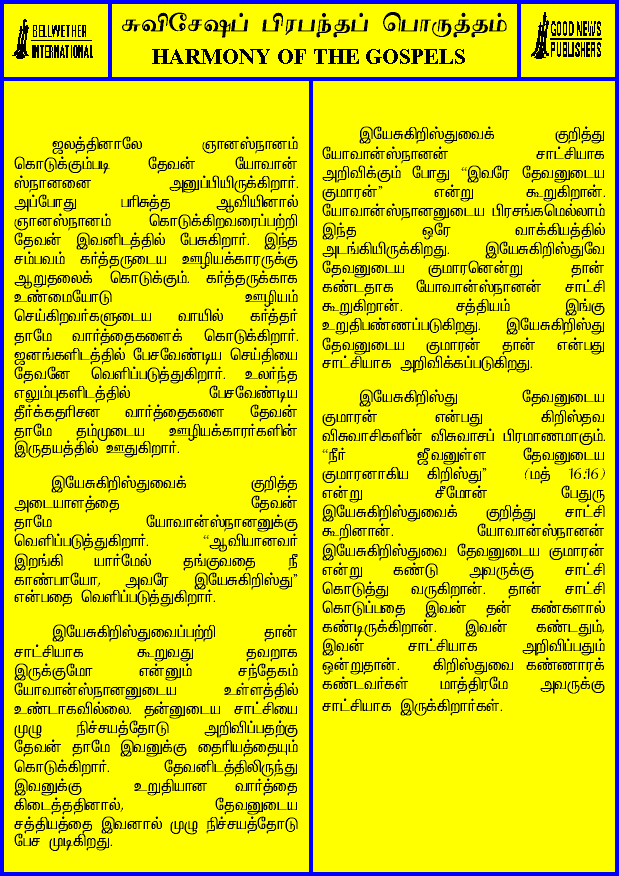 BELLWETHER
INTERNATIONAL
சுவிசேஷப் பிரபந்தப் பொருத்தம்
HARMONY OF THE GOSPELS
GOOD NEWS
PUBLISHERS
ஜலத்தினாலே ஞானஸ்நானம்
கொடுக்கும்படி தேவன் யோவான்
ஸ்நானனை அனுப்பியிருக்கிறார்.
அப்போது பரிசுத்த ஆவியினால்
ஞானஸ்நானம் கொடுக்கிறவரைப்பற்றி
தேவன் இவனிடத்தில் பேசுகிறார். இந்த
சம்பவம் கர்த்தருடைய ஊழியக்காரருக்கு
ஆறுதலைக் கொடுக்கும். கர்த்தருக்காக
உண்மையோடு ஊழியம்
செய்கிறவர்களுடைய வாயில் கர்த்தர்
தாமே வார்த்தைகளைக் கொடுக்கிறார்.
ஜனங்களிடத்தில் பேசவேண்டிய செய்தியை
தேவனே வெளிப்படுத்துகிறார். உலர்ந்த
எலும்புகளிடத்தில் பேசவேண்டிய
தீர்க்கதரிசன வார்த்தைகளை தேவன்
தாமே தம்முடைய ஊழியக்காரர்களின்
இருதயத்தில் ஊதுகிறார்.
இயேசுகிறிஸ்துவைக் குறித்த
அடையாளத்தை தேவன்
தாமே யோவான்ஸ்நானனுக்கு
வெளிப்படுத்துகிறார். “ஆவியானவர்
இறங்கி யார்மேல் தங்குவதை நீ
காண்பாயோ, அவரே இயேசுகிறிஸ்து”
என்பதை வெளிப்படுத்துகிறார்.
இயேசுகிறிஸ்துவைப்பற்றி தான்
சாட்சியாக கூறுவது தவறாக
இருக்குமோ என்னும் சந்தேகம்
யோவான்ஸ்நானனுடைய உள்ளத்தில்
உண்டாகவில்லை. தன்னுடைய சாட்சியை
முழு நிச்சயத்தோடு அறிவிப்பதற்கு
தேவன் தாமே இவனுக்கு தைரியத்தையும்
கொடுக்கிறார். தேவனிடத்திலிருந்து
இவனுக்கு உறுதியான வார்த்தை
கிடைத்ததினால், தேவனுடைய
சத்தியத்தை இவனால் முழு நிச்சயத்தோடு
பேச முடிகிறது.
இயேசுகிறிஸ்துவைக் குறித்து
யோவான்ஸ்நானன் சாட்சியாக
அறிவிக்கும் போது “இவரே தேவனுடைய
குமாரன்” என்று கூறுகிறான்.
யோவான்ஸ்நானனுடைய பிரசங்கமெல்லாம்
இந்த ஒரே வாக்கியத்தில்
அடங்கியிருக்கிறது. இயேசுகிறிஸ்துவே
தேவனுடைய குமாரனென்று தான்
கண்டதாக யோவான்ஸ்நானன் சாட்சி
கூறுகிறான். சத்தியம் இங்கு
உறுதிபண்ணப்படுகிறது. இயேசுகிறிஸ்து
தேவனுடைய குமாரன் தான் என்பது
சாட்சியாக அறிவிக்கப்படுகிறது.
இயேசுகிறிஸ்து தேவனுடைய
குமாரன் என்பது கிறிஸ்தவ
விசுவாசிகளின் விசுவாசப் பிரமாணமாகும்.
“நீர் ஜீவனுள்ள தேவனுடைய
குமாரனாகிய கிறிஸ்து” (மத் 16:16)
என்று சீமோன் பேதுரு
இயேசுகிறிஸ்துவைக் குறித்து சாட்சி
கூறினான். யோவான்ஸ்நானன்
இயேசுகிறிஸ்துவை தேவனுடைய குமாரன்
என்று கண்டு அவருக்கு சாட்சி
கொடுத்து வருகிறான். தான் சாட்சி
கொடுப்பதை இவன் தன் கண்களால்
கண்டிருக்கிறான். இவன் கண்டதும்,
இவன் சாட்சியாக அறிவிப்பதும்
ஒன்றுதான். கிறிஸ்துவை கண்ணாரக்
கண்டவர்கள் மாத்திரமே அவருக்கு
சாட்சியாக இருக்கிறார்கள்.